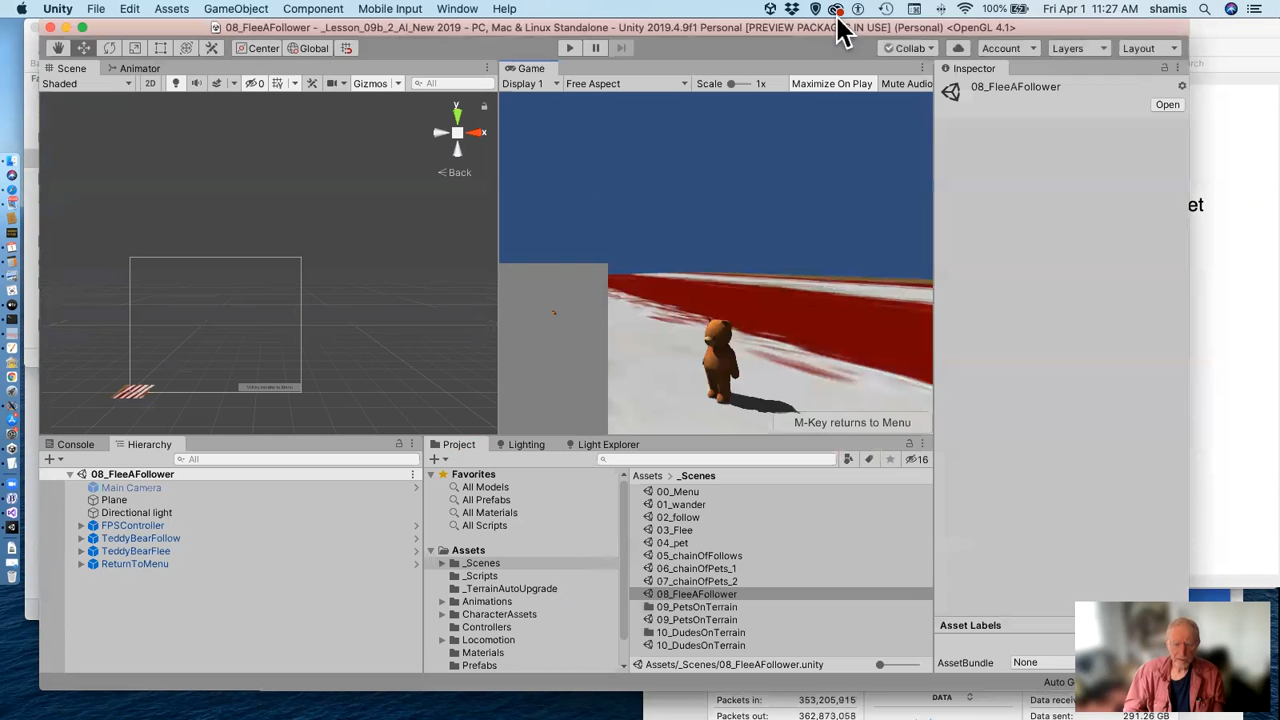 Unity File Edit Assets GameObject Component Mobile Input Window Help 100% Fri Apr 1 11:27 AM shamis
08_FleeAFollower - _Lesson_09b_2_AI_New 2019 - PC, Mac & Linux Standalone - Unity 2019.4.9f1 Personal [PREVIEW PACKAGE IN USE] (Personal) <OpenGL 4.1>
Center Global Collab Account Layers Layout
Scene Animator Game Inspector
Shaded 2D 0 Gizmos All Display 1 Free Aspect Scale 1x Maximize On Play Mute Audio 08_FleeAFollower
Open
y
x
Back
et
M-Key returns to Menu
Console Hierarchy Project Lighting Light Explorer
All 16
08_FleeAFollower
Main Camera
Plane
Directional light
FPSController
TeddyBearFollow
TeddyBearFlee
ReturnToMenu
Favorites
All Models
All Prefabs
All Materials
All Scripts
Assets
_Scenes
_Scripts
_TerrainAutoUpgrade
Animations
CharacterAssets
Controllers
Locomotion
Materials
Prefabs
Assets _Scenes
00_Menu
01_wander
02_follow
03_Flee
04_pet
05_chainOfFollows
06_chainOfPets_1
07_chainOfPets_2
08_FleeAFollower
09_PetsOnTerrain
09_PetsOnTerrain
10_DudesOnTerrain
10_DudesOnTerrain
Assets/_Scenes/08_FleeAFollower.unity
Asset Labels
AssetBundle None
Auto G
Packets in: 353,205,915 DATA Data receiv
Packets out: 362,873,058 Data sent: 291.26 GB